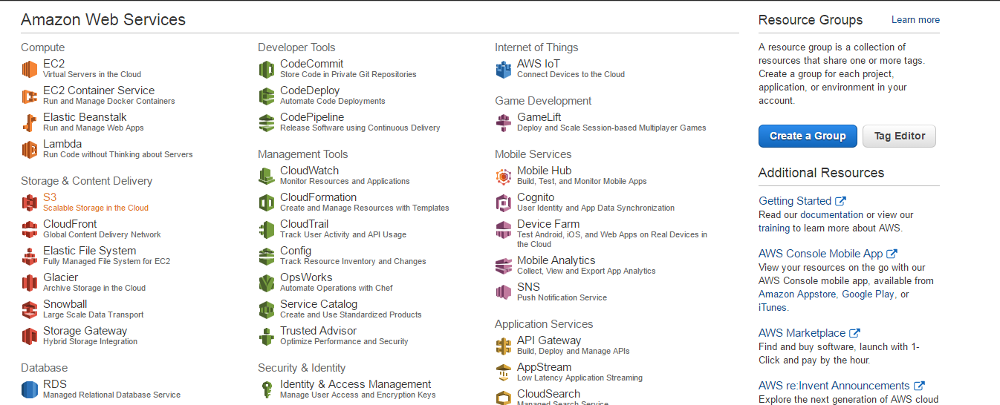 Amazon Web Services
Compute
EC2
Virtual Servers in the Cloud
EC2 Container Service
Run and Manage Docker Containers
Elastic Beanstalk
Run and Manage Web Apps
Lambda
Run Code without Thinking about Servers
Storage & Content Delivery
S3
Scalable Storage in the Cloud
CloudFront
Global Content Delivery Network
Elastic File System
Fully Managed File System for EC2
Glacier
Archive Storage in the Cloud
Snowball
Large Scale Data Transport
Storage Gateway
Hybrid Storage Integration
Database
RDS
Managed Relational Database Service
Developer Tools
CodeCommit
Store Code in Private Git Repositories
CodeDeploy
Automate Code Deployments
CodePipeline
Release Software using Continuous Delivery
Management Tools
CloudWatch
Monitor Resources and Applications
CloudFormation
Create and Manage Resources with Templates
CloudTrail
Track User Activity and API Usage
Config
Track Resource Inventory and Changes
OpsWorks
Automate Operations with Chef
Service Catalog
Create and Use Standardized Products
Trusted Advisor
Optimize Performance and Security
Security & Identity
Identity & Access Management
Manage User Access and Encryption Keys
Internet of Things
AWS IoT
Connect Devices to the Cloud
Game Development
GameLift
Deploy and Scale Session-based Multiplayer Games
Mobile Services
Mobile Hub
Build, Test, and Monitor Mobile Apps
Cognito
User Identity and App Data Synchronization
Device Farm
Test Android, iOS, and Web Apps on Real Devices in
the Cloud
Mobile Analytics
Collect, View and Export App Analytics
SNS
Push Notification Service
Application Services
API Gateway
Build, Deploy and Manage APIs
AppStream
Low Latency Application Streaming
CloudSearch
Managed Search Service
Resource Groups
Learn more
A resource group is a collection of
resources that share one or more tags.
Create a group for each project,
application, or environment in your
account.
Create a Group
Tag Editor
Additional Resources
Getting Started
Read our documentation or view our
training to learn more about AWS.
AWS Console Mobile App
View your resources on the go with our
AWS Console mobile app, available from
Amazon Appstore, Google Play, or
iTunes.
AWS Marketplace
Find and buy software, launch with 1-
Click and pay by the hour.
AWS re:Invent Announcements
Explore the next generation of AWS cloud